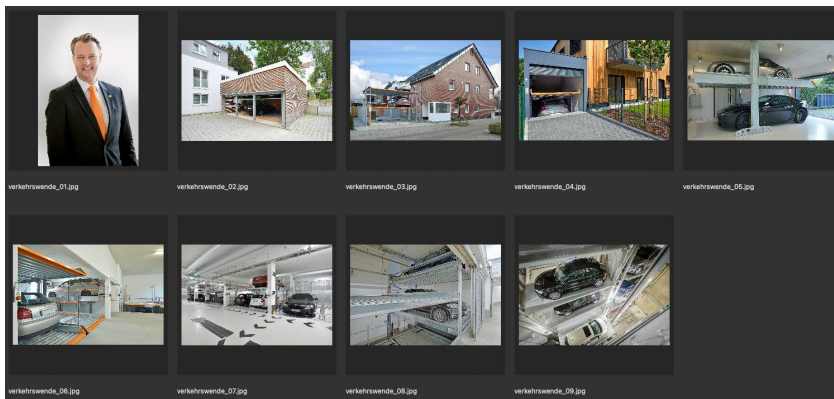 verkehrswende_01.jpg
verkehrswende_02.jpg
verkehrswende_03.jpg
verkehrswende_04.jpg
verkehrswende_05.jpg
verkehrswende_06.jpg
verkehrswende_07.jpg
verkehrswende_08.jpg
verkehrswende_09.jpg